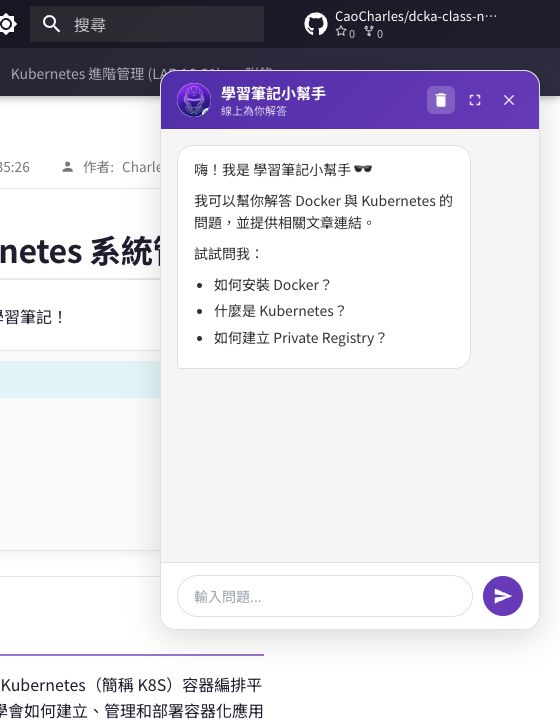 搜尋
CaoCharles/dcka-class-n…
0 0
Kubernetes 進階管理
學習筆記小幫手
線上為你解答
35:26
作者: Charle
嗨！我是 學習筆記小幫手 🕶️
我可以幫你解答 Docker 與 Kubernetes 的
問題，並提供相關文章連結。
試試問我：
如何安裝 Docker？
什麼是 Kubernetes？
如何建立 Private Registry？
輸入問題...
netes 系統
學習筆記！
Kubernetes（簡稱 K8S）容器編排平
學會如何建立、管理和部署容器化應用